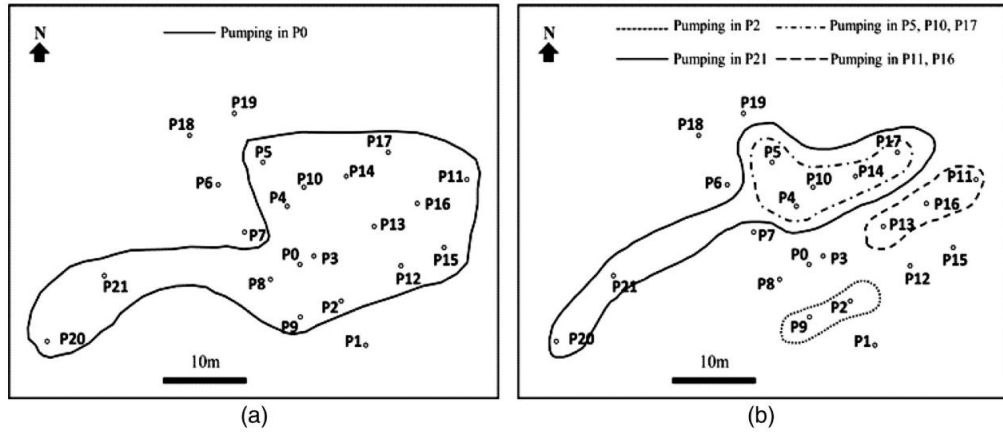 N
Pumping in P0
P19
P18
P17
P5
P14
P11
P6
P10
P4
P16
P13
P7
P0 P3
P15
P12
P8
P21
P2
P9
P20
P1
10m
(a)
N
Pumping in P2
Pumping in P5, P10, P17
Pumping in P21
Pumping in P11, P16
P19
P18
P17
P5
P14
P11
P6
P10
P4
P16
P13
P7
P0 P3
P15
P12
P8
P21
P2
P9
P20
P1
10m
(b)